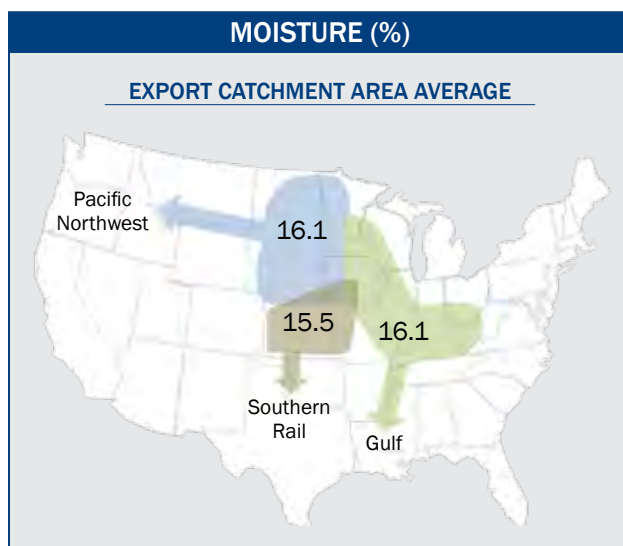 MOISTURE (%)
EXPORT CATCHMENT AREA AVERAGE
Pacific
Northwest
16.1
15.5
16.1
Southern
Rail
Gulf